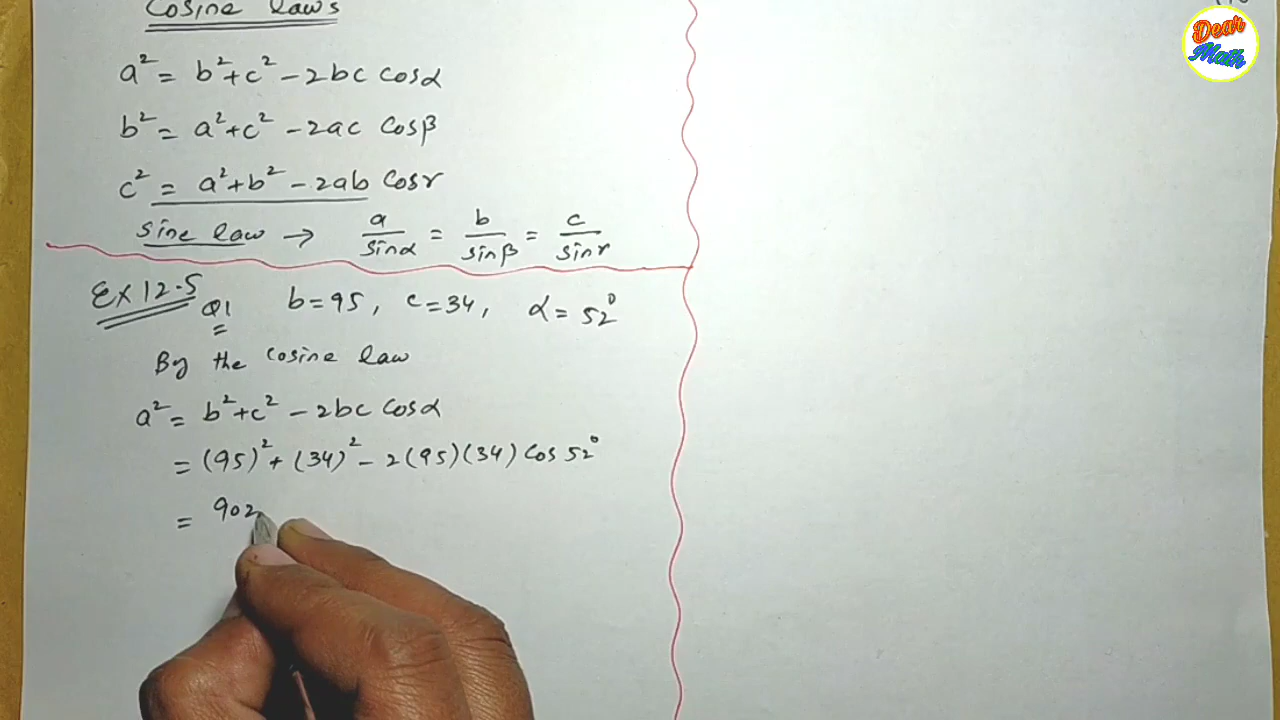 Cosine laws
a² = b²+c² - 2bc cosα
b² = a²+c² - 2ac cosβ
c² = a²+b² - 2ab cosr
sine law → a/sinα = b/sinβ = c/sinr
Ex 12.5
Q1 b=95, c=34, α=52°
By the cosine law
a² = b²+c² - 2bc cosα
= (95)² + (34)² - 2(95)(34) cos 52°
= 902
Dear
Math